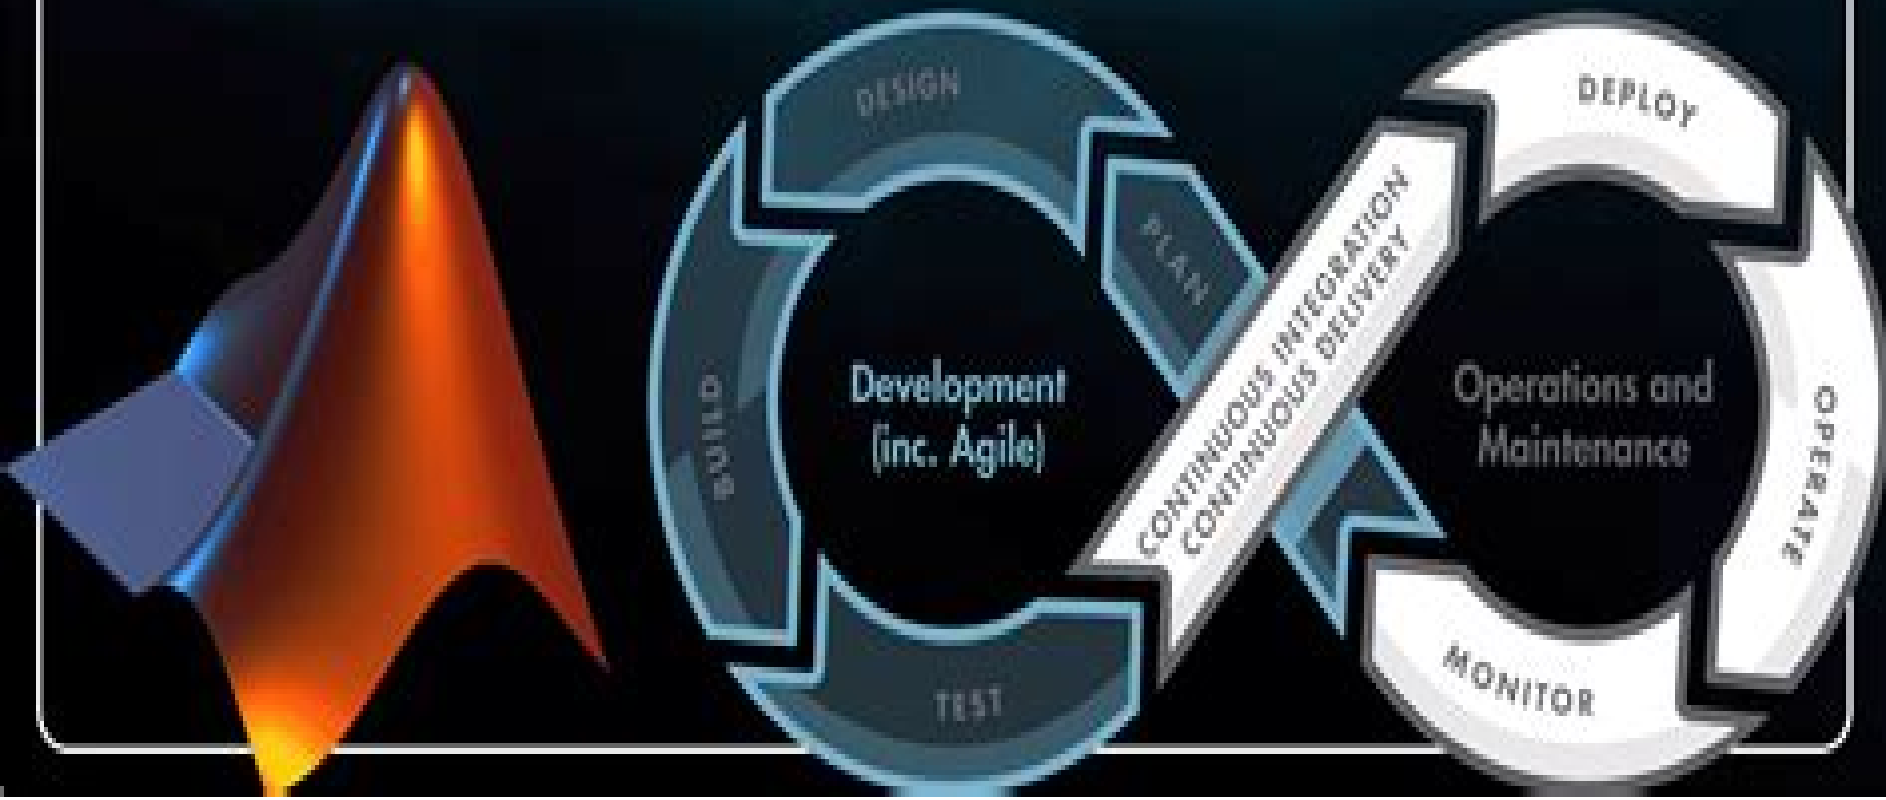 DESIGN
PLAN
BUILD
TEST
Development
(inc. Agile)
CONTINUOUS INTEGRATION
CONTINUOUS DELIVERY
DEPLOY
OPERATE
MONITOR
Operations and
Maintenance